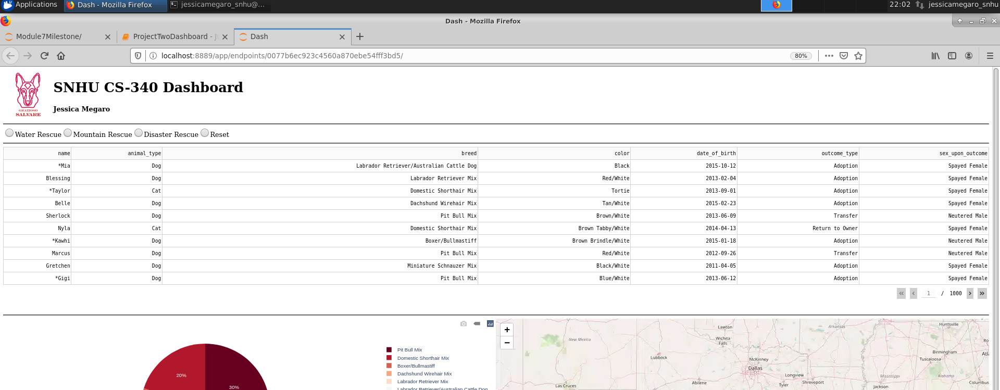 Applications Dash - Mozilla Firefox jessicamegaro_snhu@... 22:02 jessicamegaro_snhu
Dash - Mozilla Firefox
Module7Milestone/ ProjectTwoDashboard - Dash
localhost:8889/app/endpoints/0077b6ec923c4560a870ebe54fff3bd5/ 80%
SNHU CS-340 Dashboard
Jessica Megaro
GRAZIOSO
SALVARE
Water Rescue Mountain Rescue Disaster Rescue Reset
name animal_type breed color date_of_birth outcome_type sex_upon_outcome
*Mia Dog Labrador Retriever/Australian Cattle Dog Black 2015-10-12 Adoption Spayed Female
Blessing Dog Labrador Retriever Mix Red/White 2013-02-04 Adoption Spayed Female
*Taylor Cat Domestic Shorthair Mix Tortie 2013-09-01 Adoption Spayed Female
Belle Dog Dachshund Wirehair Mix Tan/White 2015-02-23 Adoption Spayed Female
Sherlock Dog Pit Bull Mix Brown/White 2013-06-09 Transfer Neutered Male
Nyla Cat Domestic Shorthair Mix Brown Tabby/White 2014-04-13 Return to Owner Spayed Female
*Kawhi Dog Boxer/Bullmastiff Brown Brindle/White 2015-01-18 Adoption Neutered Male
Marcus Dog Pit Bull Mix Red/White 2012-09-26 Transfer Neutered Male
Gretchen Dog Miniature Schnauzer Mix Black/White 2011-04-05 Adoption Spayed Female
*Gigi Dog Pit Bull Mix Blue/White 2013-06-12 Adoption Spayed Female
« ‹ 1 / 1000 › »
20%
30%
Pit Bull Mix
Domestic Shorthair Mix
Boxer/Bullmastiff
Dachshund Wirehair Mix
Labrador Retriever Mix
Labrador Retriever/Australian Cattle Dog
+
−
New Mexico
Lawton
Wichita
Falls
Arkansas
Huntsville
Lubbock
McKinney
Dallas
Birmingham
Tuscaloosa
Longview
Mississippi
Alabama
Las Cruces
Abilene
Tyler
Shreveport
Jackson
Columbus